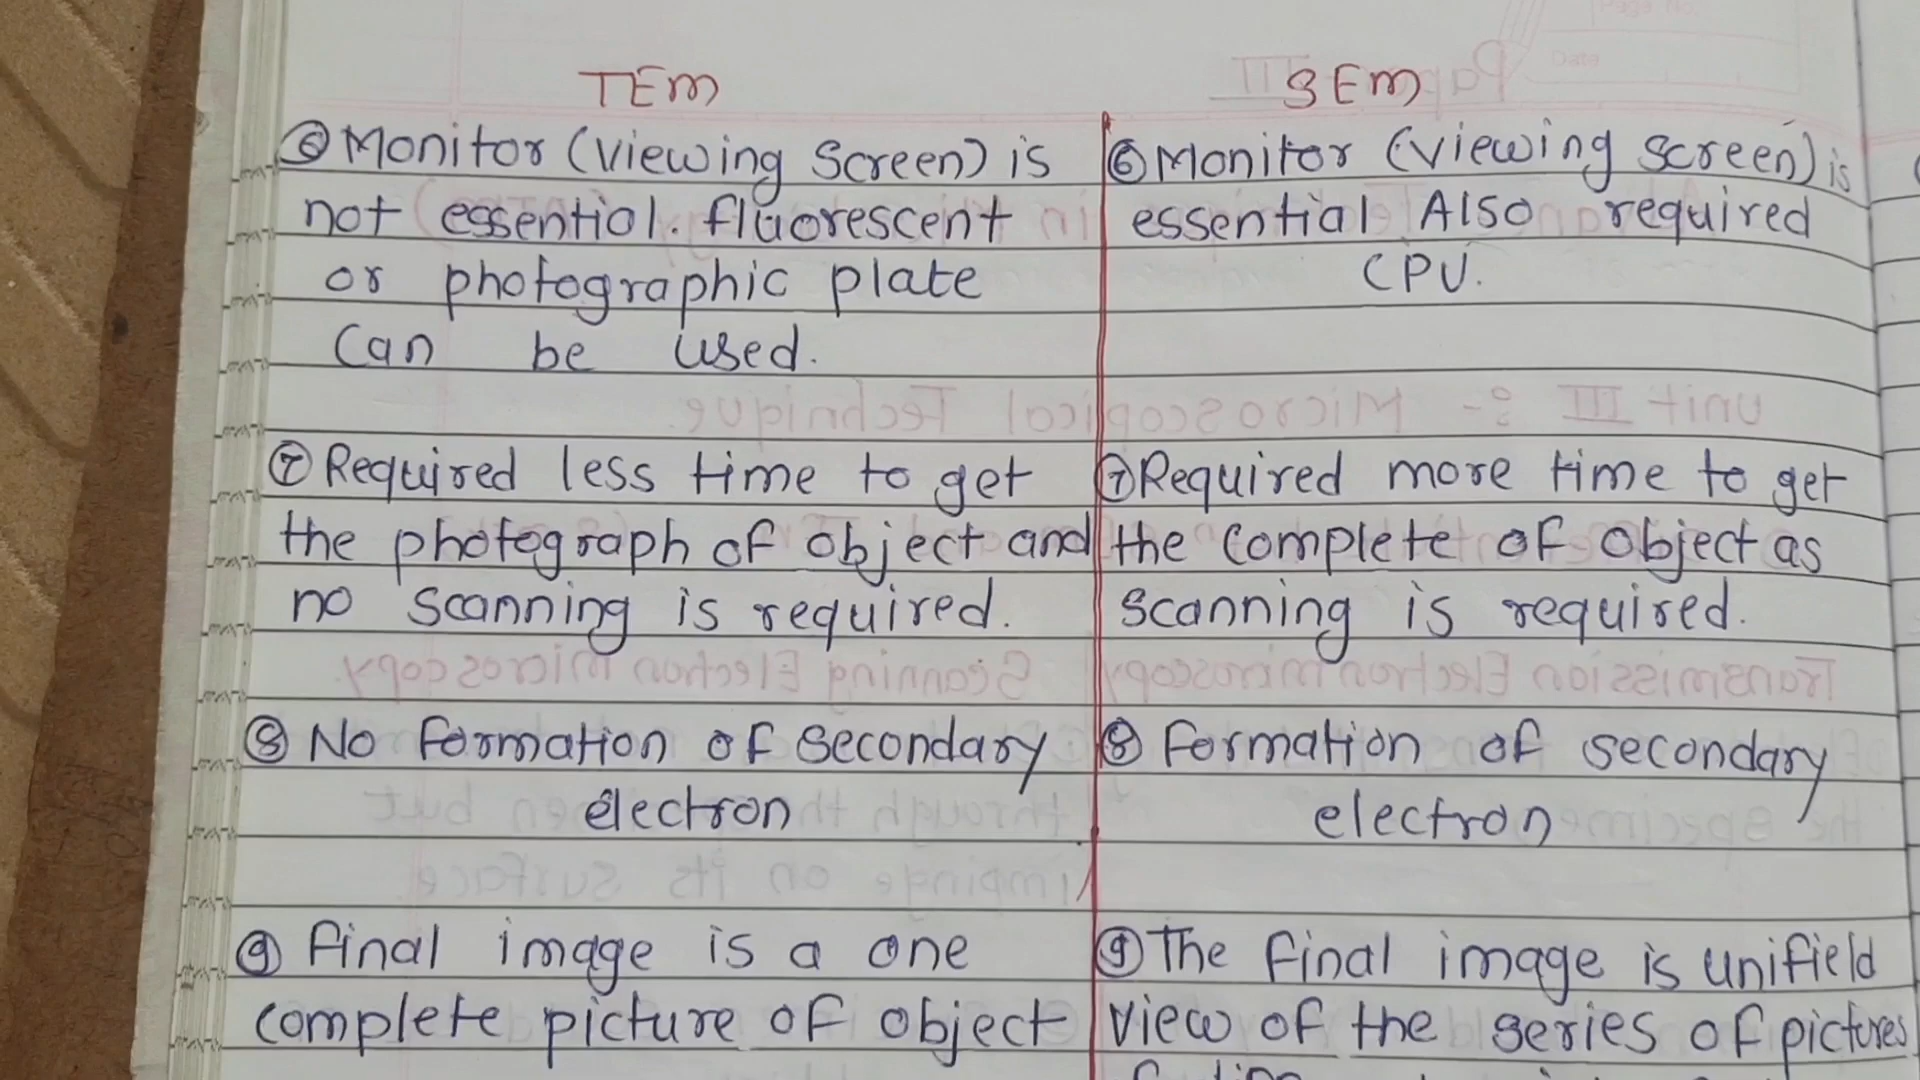 TEM
⑥ Monitor (viewing screen) is
not essential. fluorescent
or photographic plate
can be used.
⑦ Required less time to get
the photograph of object and
no scanning is required.
⑧ No formation of secondary
electron
⑨ final image is a one
complete picture of object
SEM
⑥ Monitor (viewing screen) is
essential Also required
CPU.
⑦ Required more time to get
the complete of object as
scanning is required.
⑧ formation of secondary
electron
⑨ The final image is unifield
view of the series of pictures